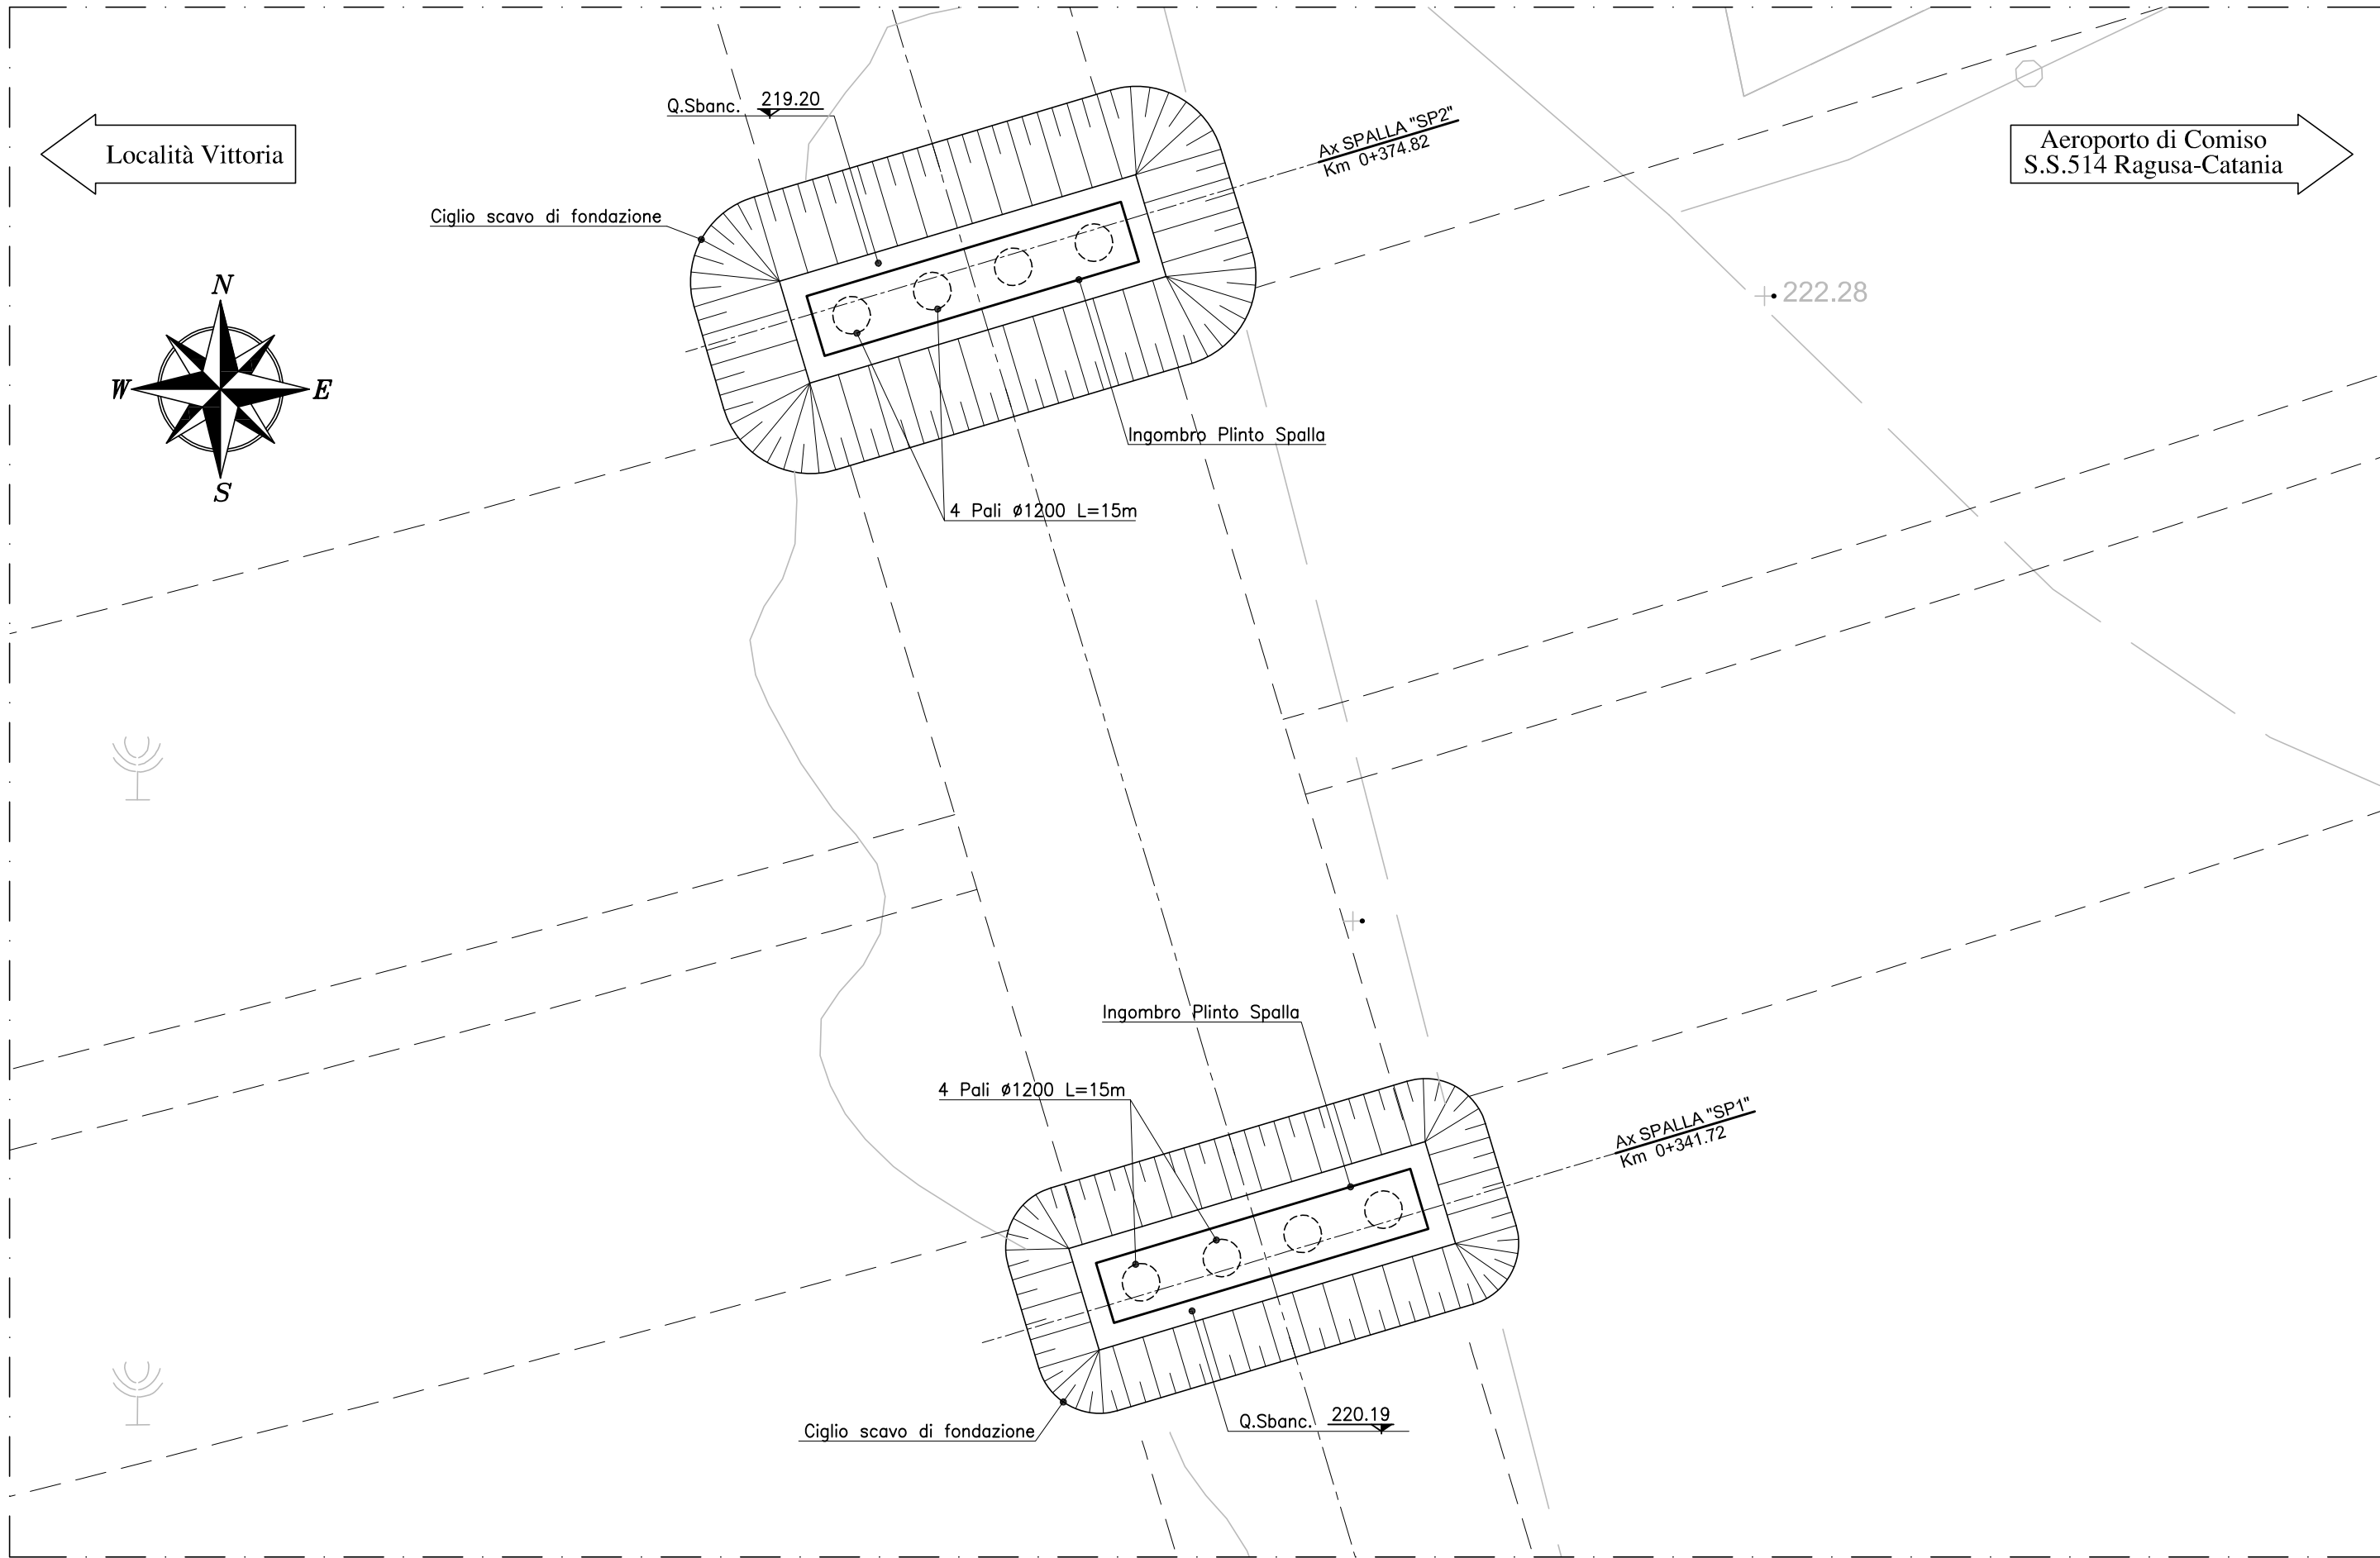 Q.Sbanc. 219.20
Ax SPALLA "SP2"
Km 0+374.82
Località Vittoria
Aeroporto di Comiso
S.S.514 Ragusa-Catania
Ciglio scavo di fondazione
N
W
E
S
222.28
Ingombro Plinto Spalla
4 Pali ø1200 L=15m
Ingombro Plinto Spalla
4 Pali ø1200 L=15m
Ax SPALLA "SP1"
Km 0+341.72
Q.Sbanc. 220.19
Ciglio scavo di fondazione